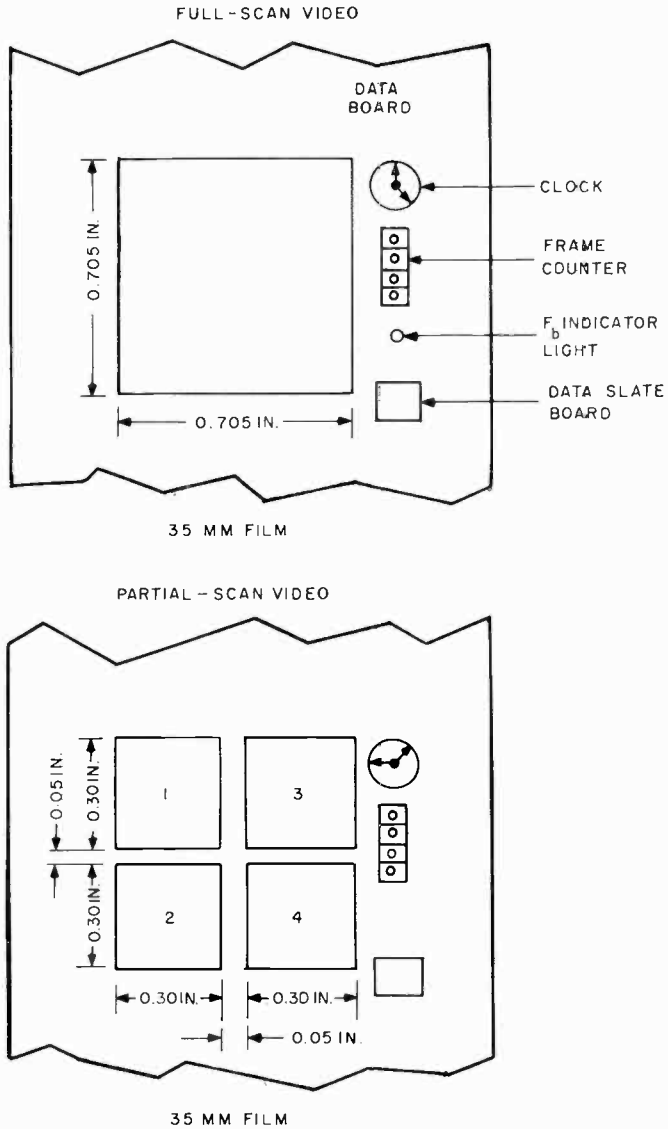 FULL-SCAN VIDEO
DATA
BOARD
CLOCK
0.705 IN.
FRAME
COUNTER
Fb INDICATOR
LIGHT
DATA SLATE
BOARD
0.705 IN.
35 MM FILM
PARTIAL-SCAN VIDEO
0.05 IN.
0.30 IN.
1
3
0.30 IN.
2
4
0.30 IN.
0.30 IN.
0.05 IN.
35 MM FILM